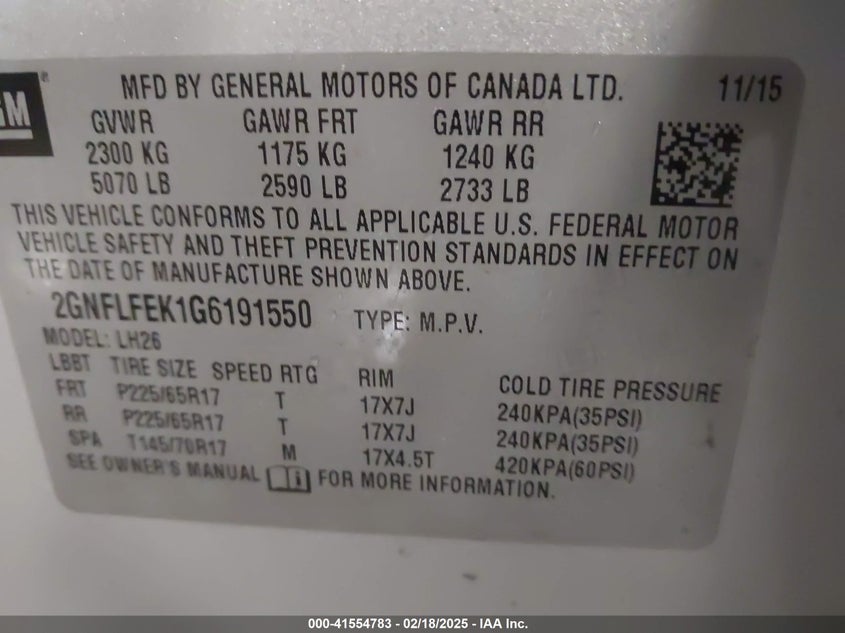 GM ®
MFD BY GENERAL MOTORS OF CANADA LTD. 11/15
GVWR GAWR FRT GAWR RR
2300 KG 1175 KG 1240 KG
5070 LB 2590 LB 2733 LB
THIS VEHICLE CONFORMS TO ALL APPLICABLE U.S. FEDERAL MOTOR
VEHICLE SAFETY AND THEFT PREVENTION STANDARDS IN EFFECT ON
THE DATE OF MANUFACTURE SHOWN ABOVE.
2GNFLFEK1G6191550 TYPE: M.P.V.
MODEL: LH26
LBBT TIRE SIZE SPEED RTG RIM COLD TIRE PRESSURE
FRT P225/65R17 T 17X7J 240KPA(35PSI)
RR P225/65R17 T 17X7J 240KPA(35PSI)
SPA T145/70R17 M 17X4.5T 420KPA(60PSI)
SEE OWNER'S MANUAL FOR MORE INFORMATION.
000-41554783 - 02/18/2025 - IAA Inc.